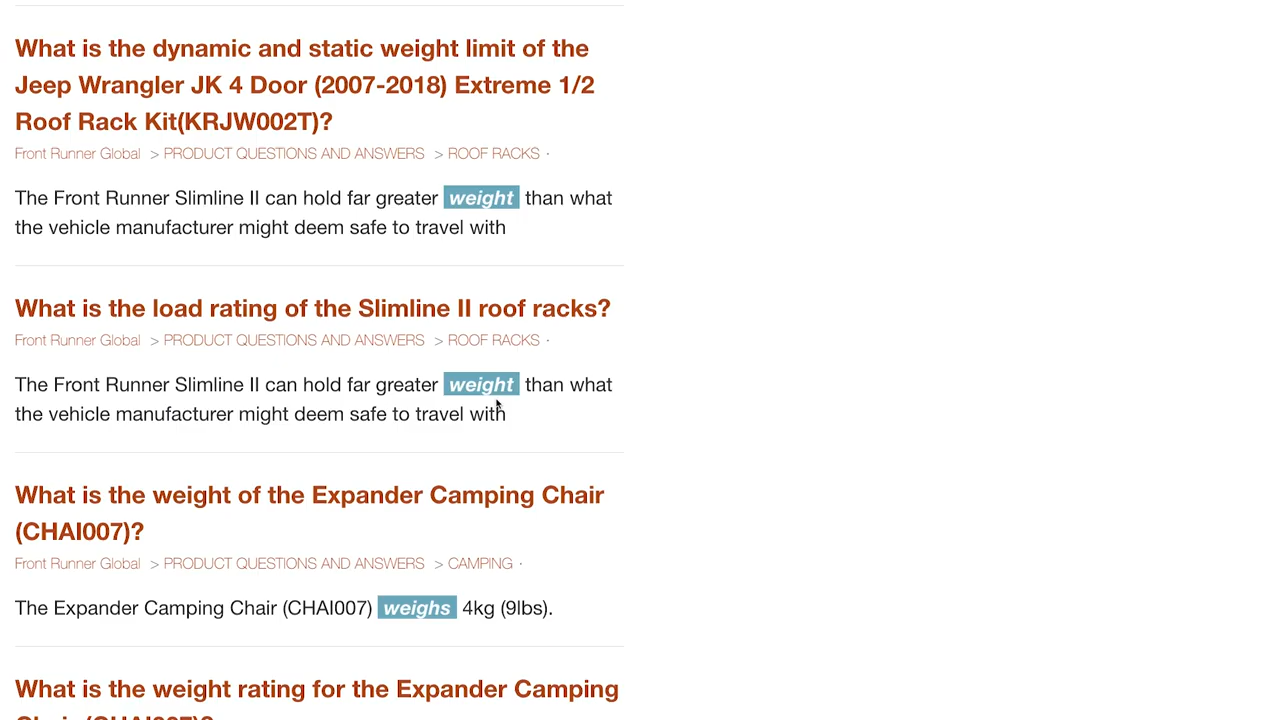 What is the dynamic and static weight limit of the
Jeep Wrangler JK 4 Door (2007-2018) Extreme 1/2
Roof Rack Kit(KRJW002T)?
Front Runner Global > PRODUCT QUESTIONS AND ANSWERS > ROOF RACKS ·
The Front Runner Slimline II can hold far greater weight than what
the vehicle manufacturer might deem safe to travel with
What is the load rating of the Slimline II roof racks?
Front Runner Global > PRODUCT QUESTIONS AND ANSWERS > ROOF RACKS ·
The Front Runner Slimline II can hold far greater weight than what
the vehicle manufacturer might deem safe to travel with
What is the weight of the Expander Camping Chair
(CHAI007)?
Front Runner Global > PRODUCT QUESTIONS AND ANSWERS > CAMPING ·
The Expander Camping Chair (CHAI007) weighs 4kg (9lbs).
What is the weight rating for the Expander Camping
Chair (CHAI007)?